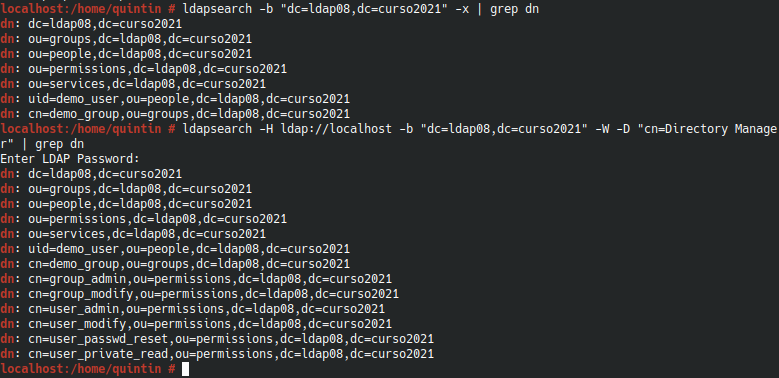 localhost:/home/quintin # ldapsearch -b "dc=ldap08,dc=curso2021" -x | grep dn
dn: dc=ldap08,dc=curso2021
dn: ou=groups,dc=ldap08,dc=curso2021
dn: ou=people,dc=ldap08,dc=curso2021
dn: ou=permissions,dc=ldap08,dc=curso2021
dn: ou=services,dc=ldap08,dc=curso2021
dn: uid=demo_user,ou=people,dc=ldap08,dc=curso2021
dn: cn=demo_group,ou=groups,dc=ldap08,dc=curso2021
localhost:/home/quintin # ldapsearch -H ldap://localhost -b "dc=ldap08,dc=curso2021" -W -D "cn=Directory Manage
r" | grep dn
Enter LDAP Password:
dn: dc=ldap08,dc=curso2021
dn: ou=groups,dc=ldap08,dc=curso2021
dn: ou=people,dc=ldap08,dc=curso2021
dn: ou=permissions,dc=ldap08,dc=curso2021
dn: ou=services,dc=ldap08,dc=curso2021
dn: uid=demo_user,ou=people,dc=ldap08,dc=curso2021
dn: cn=demo_group,ou=groups,dc=ldap08,dc=curso2021
dn: cn=group_admin,ou=permissions,dc=ldap08,dc=curso2021
dn: cn=group_modify,ou=permissions,dc=ldap08,dc=curso2021
dn: cn=user_admin,ou=permissions,dc=ldap08,dc=curso2021
dn: cn=user_modify,ou=permissions,dc=ldap08,dc=curso2021
dn: cn=user_passwd_reset,ou=permissions,dc=ldap08,dc=curso2021
dn: cn=user_private_read,ou=permissions,dc=ldap08,dc=curso2021
localhost:/home/quintin #